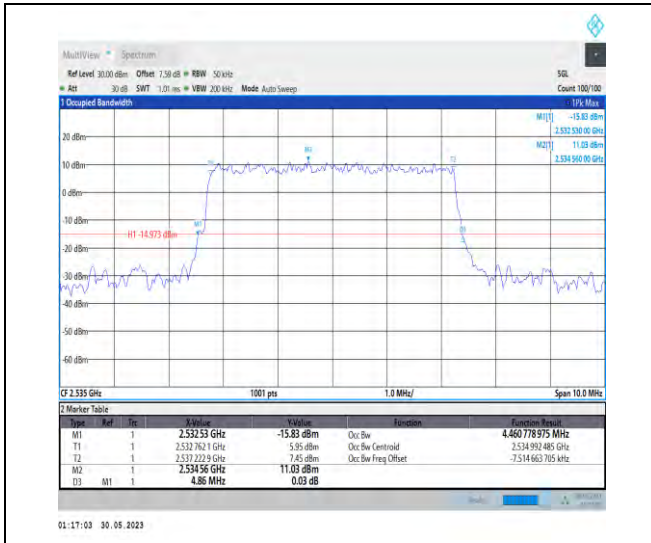 MultiView Spectrum
Ref Level 30.00 dBm Offset 7.58 dB RBW 50 kHz SGL
Att 30 dB SWT 1.01 ms VBW 200 kHz Mode Auto Sweep Count 100/100
1 Occupied Bandwidth 1Pk Max
M1[1] -15.83 dBm
2.532 530 00 GHz
M2[1] 11.03 dBm
2.534 560 00 GHz
20 dBm
M2
T2
10 dBm
0 dBm
-10 dBm
M1
H1 -14.973 dBm
-20 dBm
-30 dBm
-40 dBm
-50 dBm
-60 dBm
CF 2.535 GHz 1001 pts 1.0 MHz/ Span 10.0 MHz
2 Marker Table
Type Ref Trc X-Value Y-Value Function Function Result
M1 1 2.53253 GHz -15.83 dBm Occ Bw 4.460 778 975 MHz
T1 1 2.532 762 1 GHz 5.95 dBm Occ Bw Centroid 2.534 992 485 GHz
T2 1 2.537 222 9 GHz 7.45 dBm Occ Bw Freq Offset -7.514 663 705 kHz
M2 1 2.534 56 GHz 11.03 dBm
D3 M1 1 4.86 MHz 0.03 dB
01:17:03 30.05.2023